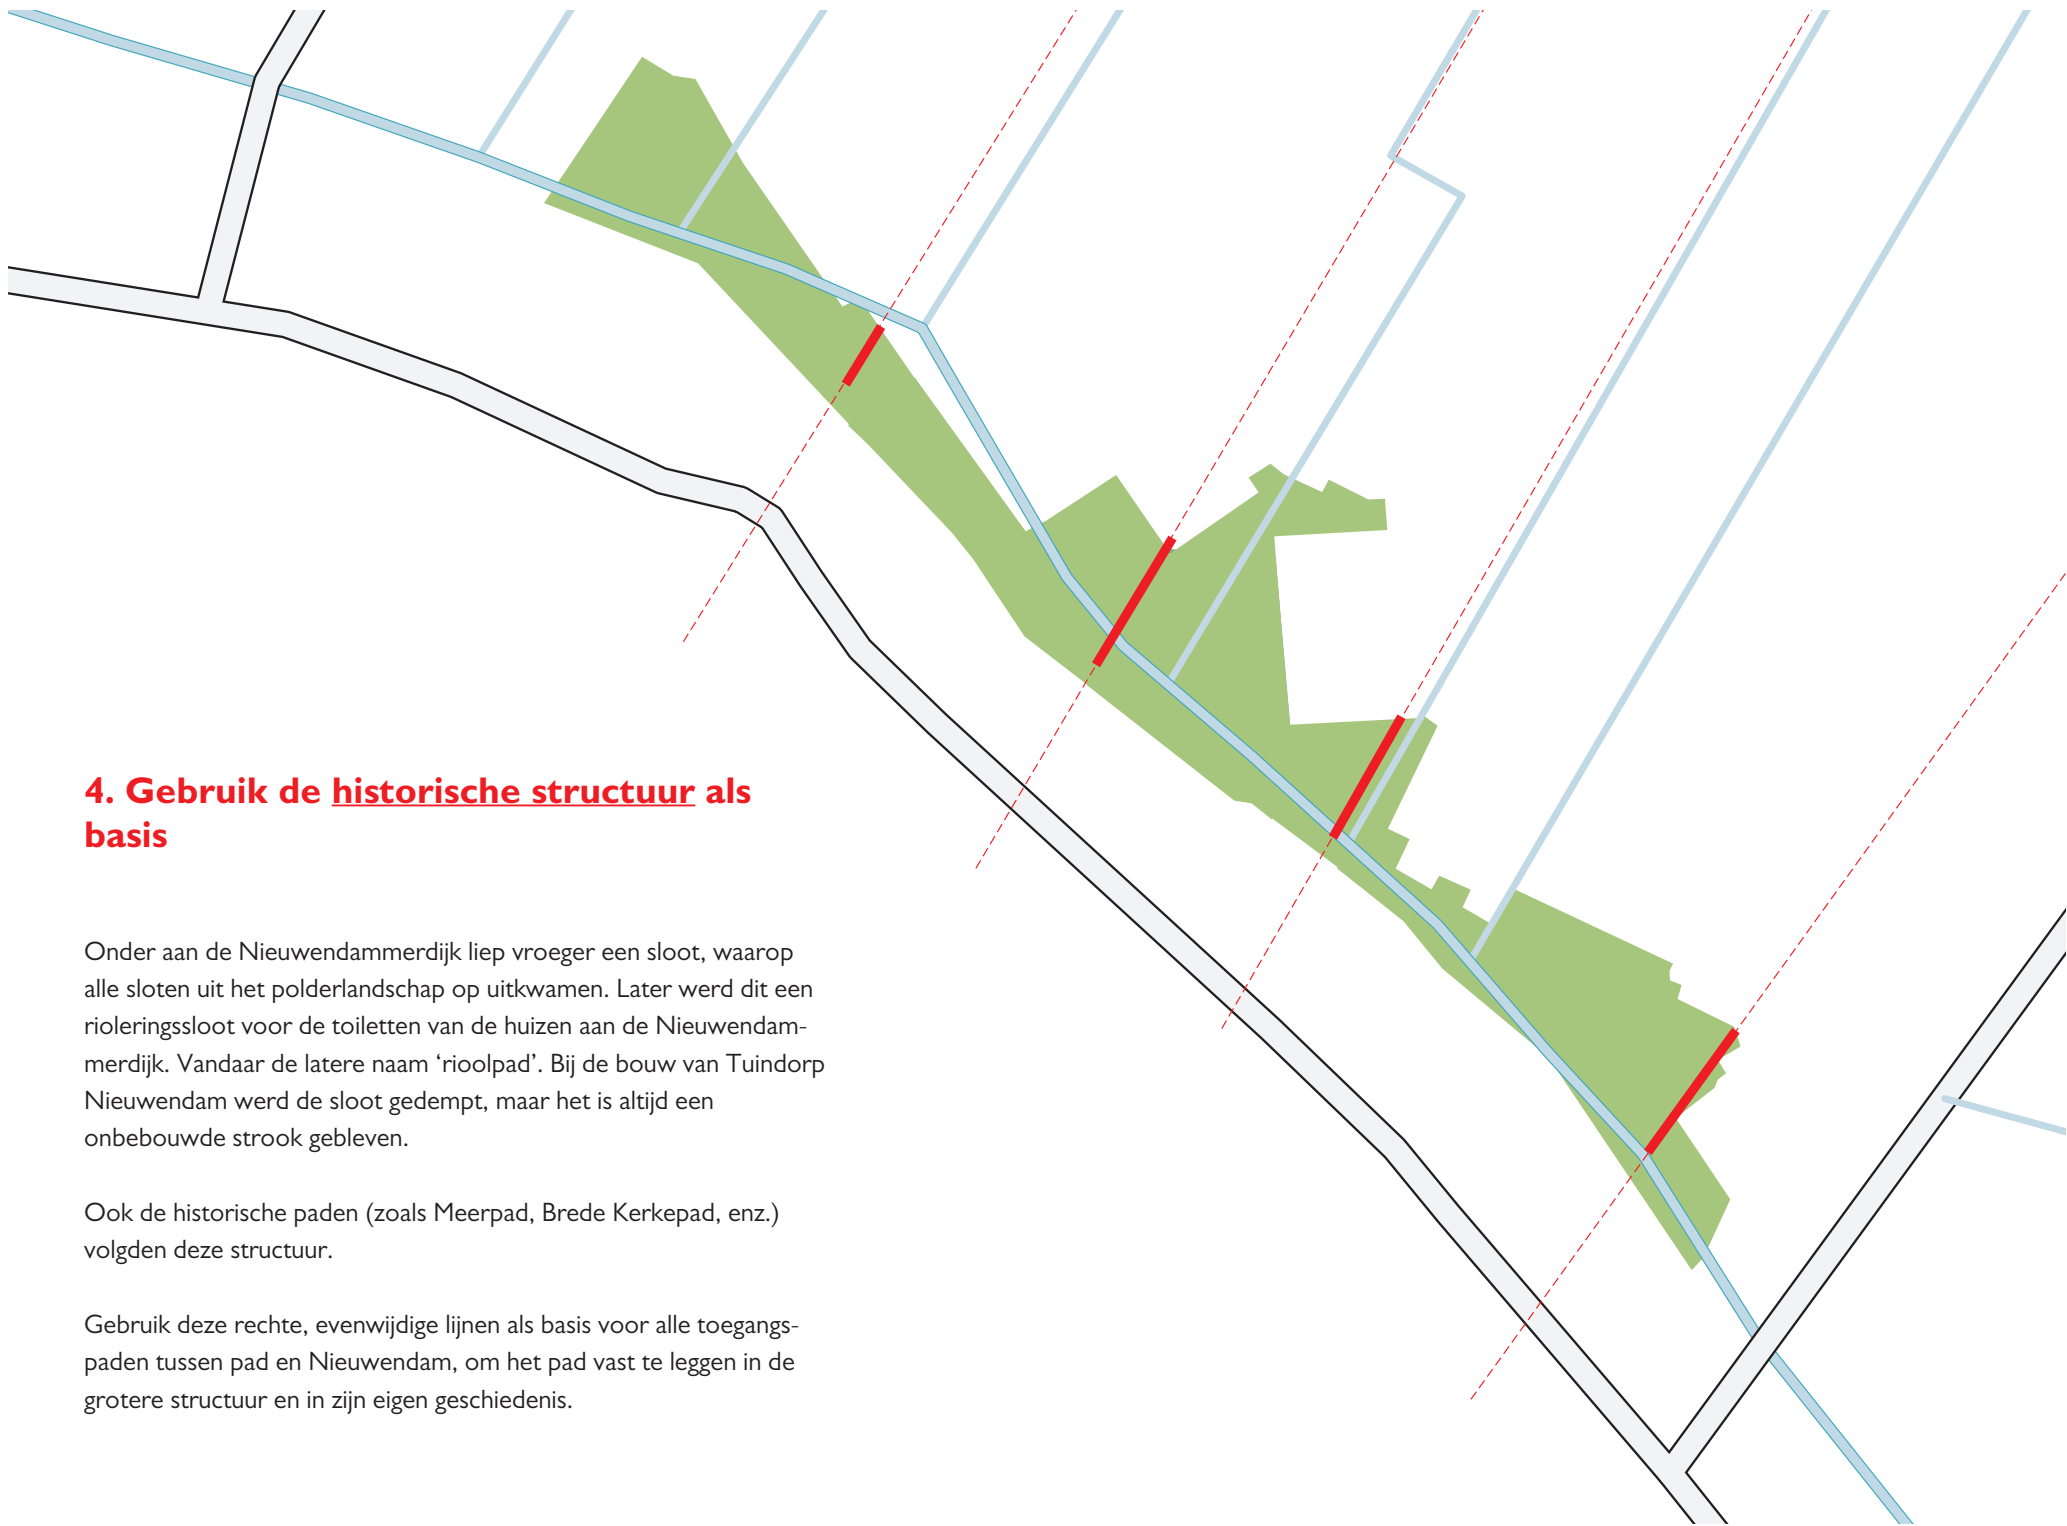 4. Gebruik de historische structuur als
basis
Onder aan de Nieuwendammerdijk liep vroeger een sloot, waarop
alle sloten uit het polderlandschap op uitkwamen. Later werd dit een
rioleringssloot voor de toiletten van de huizen aan de Nieuwendam-
merdijk. Vandaar de latere naam ‘rioolpad’. Bij de bouw van Tuindorp
Nieuwendam werd de sloot gedempt, maar het is altijd een
onbebouwde strook gebleven.
Ook de historische paden (zoals Meerpad, Brede Kerkepad, enz.)
volgden deze structuur.
Gebruik deze rechte, evenwijdige lijnen als basis voor alle toegangs-
paden tussen pad en Nieuwendam, om het pad vast te leggen in de
grotere structuur en in zijn eigen geschiedenis.